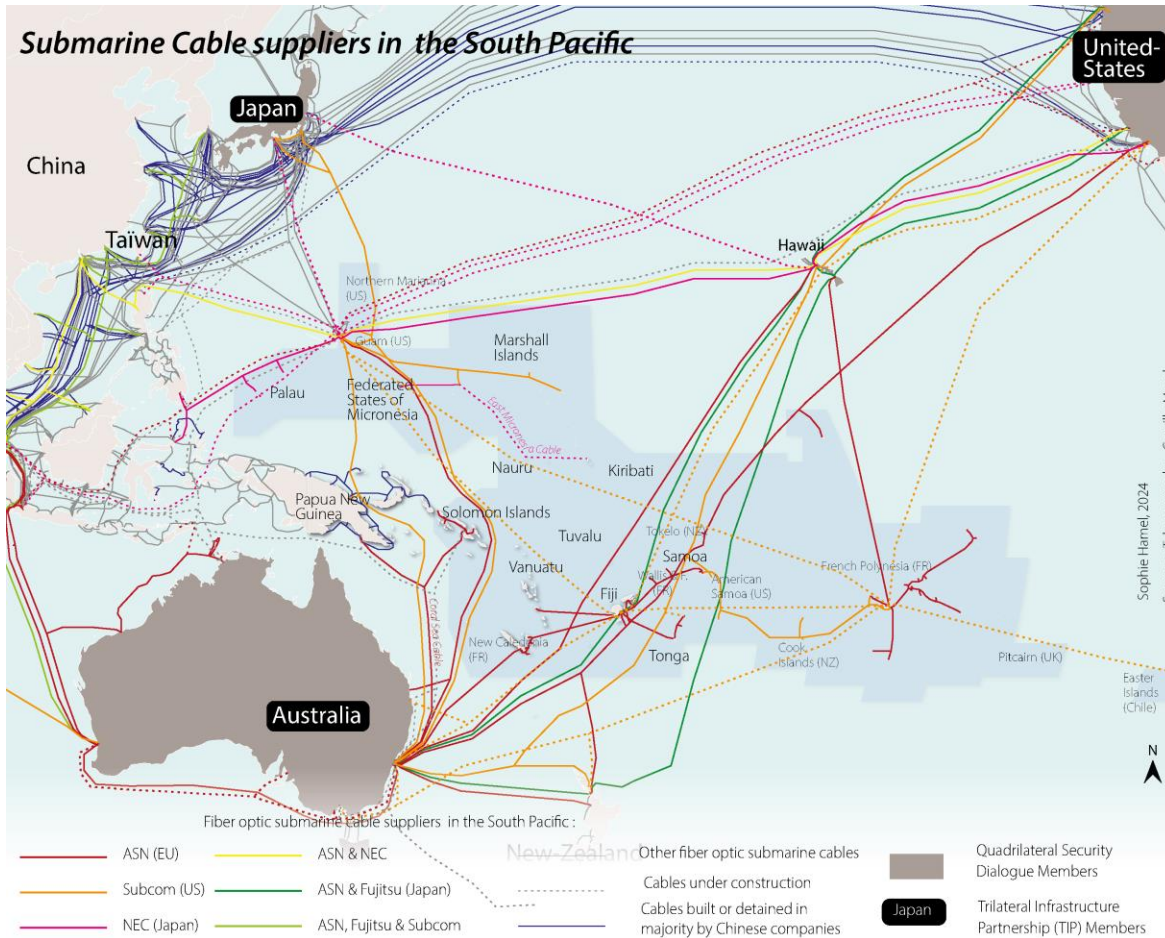 Submarine Cable suppliers in the South Pacific
United-
States
Japan
China
Taïwan
Hawaii
Northern Marianna
(US)
Guam (US)
Marshall
Islands
Palau
Federated
States of
Micronesia
East Micronesia Cable
Nauru
Kiribati
Papua New
Guinea
Solomon Islands
Tuvalu
Tokelo (NZ)
Samoa
Vanuatu
Wallis & F.
(FR)
American
Samoa (US)
French Polynesia (FR)
Fiji
Coral Sea Cable
New Caledonia
(FR)
Tonga
Cook
Islands (NZ)
Pitcairn (UK)
Easter
Islands
(Chile)
Australia
N
Sophie Hamel, 2024
New-Zealand
Fiber optic submarine cable suppliers in the South Pacific :
ASN (EU)
Subcom (US)
NEC (Japan)
ASN & NEC
ASN & Fujitsu (Japan)
ASN, Fujitsu & Subcom
Other fiber optic submarine cables
Cables under construction
Cables built or detained in
majority by Chinese companies
Quadrilateral Security
Dialogue Members
Japan
Trilateral Infrastructure
Partnership (TIP) Members